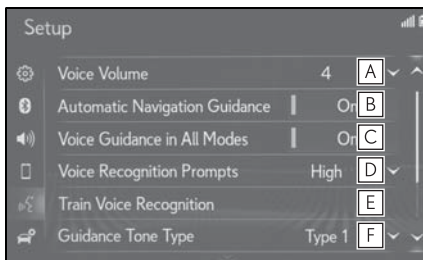 Setup
Voice Volume 4 A
Automatic Navigation Guidance On B
Voice Guidance in All Modes On C
Voice Recognition Prompts High D
Train Voice Recognition E
Guidance Tone Type Type 1 F